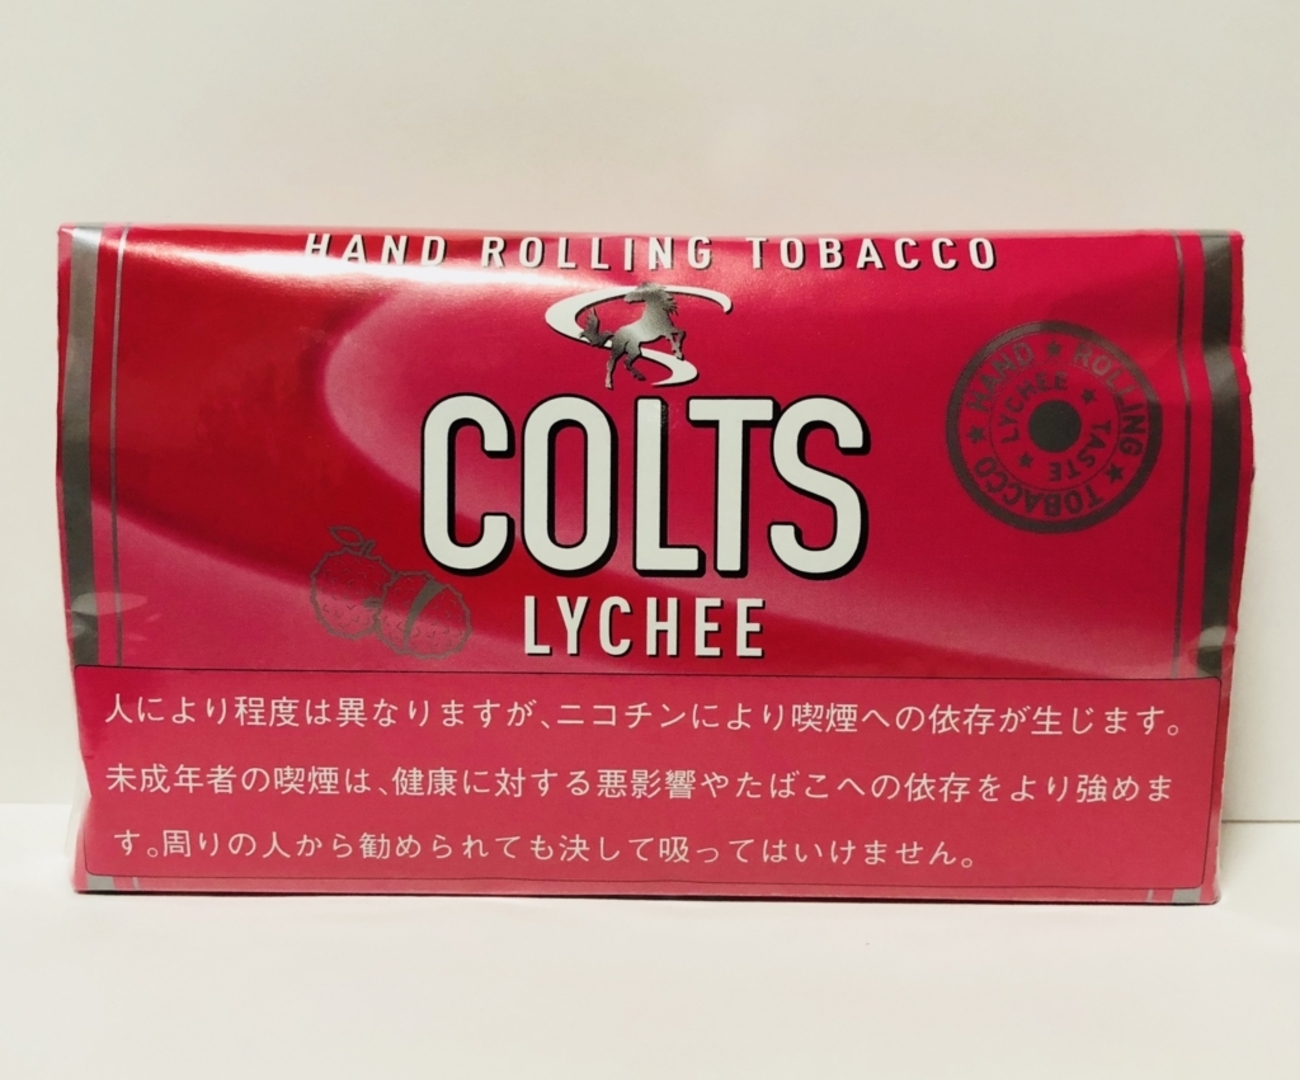 HAND ROLLING TOBACCO
COLTS
LYCHEE
HAND ★ ROLLING ★ TOBACCO ★
LYCHEE ★ TASTE ★
人により程度は異なりますが、ニコチンにより喫煙への依存が生じます。
未成年者の喫煙は、健康に対する悪影響やたばこへの依存をより強めま
す。周りの人から勧められても決して吸ってはいけません。